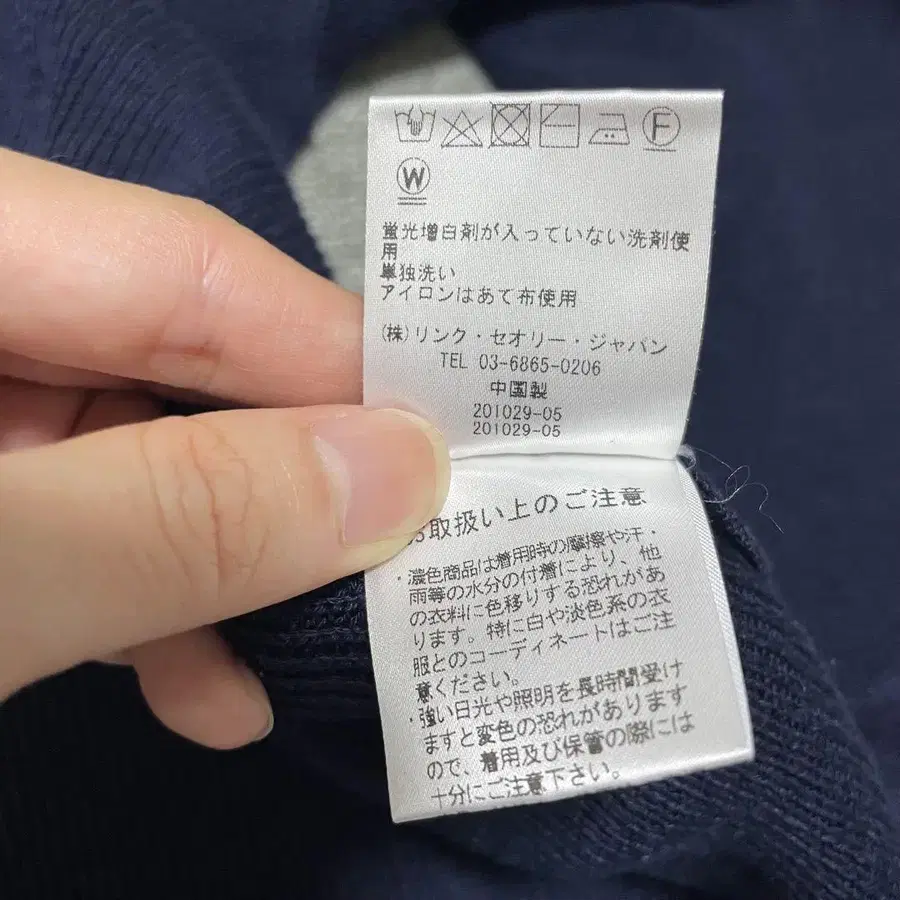 F
W
蛍光増白剤が入っていない洗剤使
用
単独洗い
アイロンはあて布使用
(株)リンク・セオリー・ジャパン
TEL 03-6865-0206
中国製
201029-05
201029-05
お取扱い上のご注意
・濃色商品は着用時の摩擦や汗・
雨等の水分の付着により、他
の衣料に色移りする恐れがあ
ります。特に白や淡色系の衣
服とのコーディネートはご注
意ください。
・強い日光や照明を長時間受け
ますと変色の恐れがあります
ので、着用及び保管の際には
十分にご注意下さい。